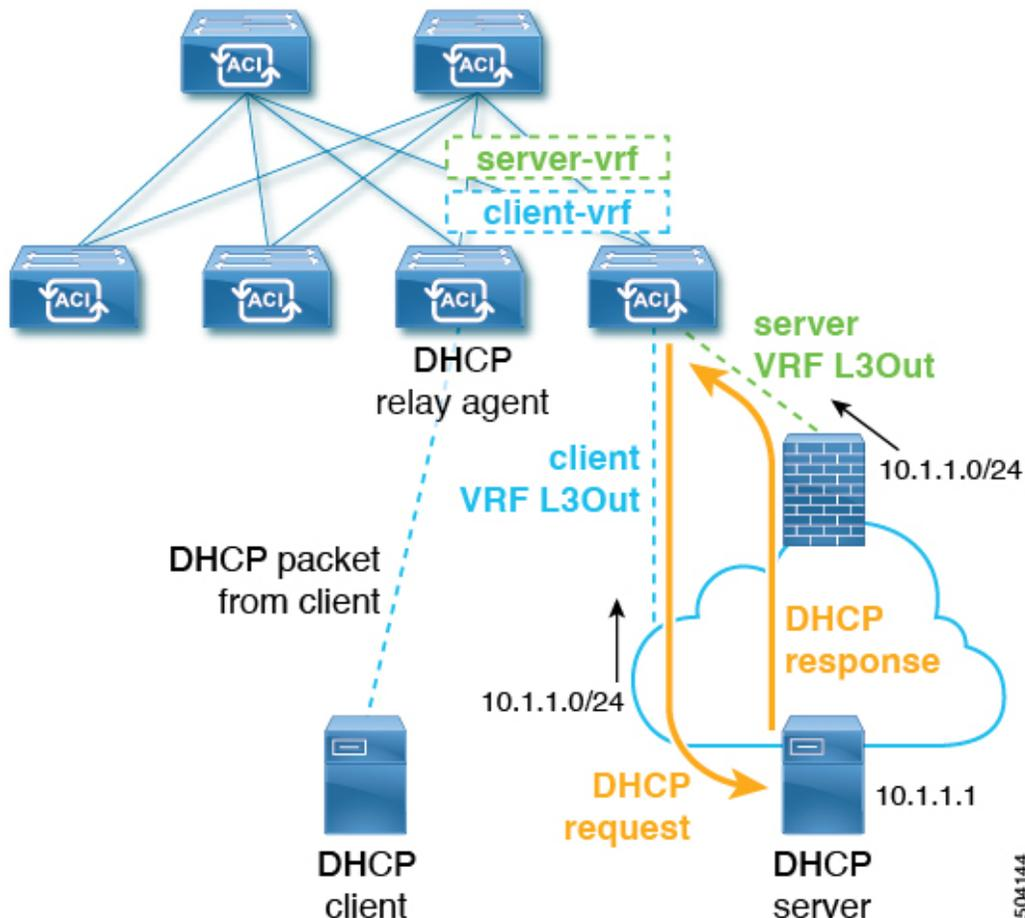 ACI
ACI
server-vrf
client-vrf
ACI
ACI
ACI
ACI
DHCP
relay agent
server
VRF L3Out
10.1.1.0/24
client
VRF L3Out
DHCP packet
from client
DHCP
response
10.1.1.0/24
DHCP
request
10.1.1.1
DHCP
client
DHCP
server
504144